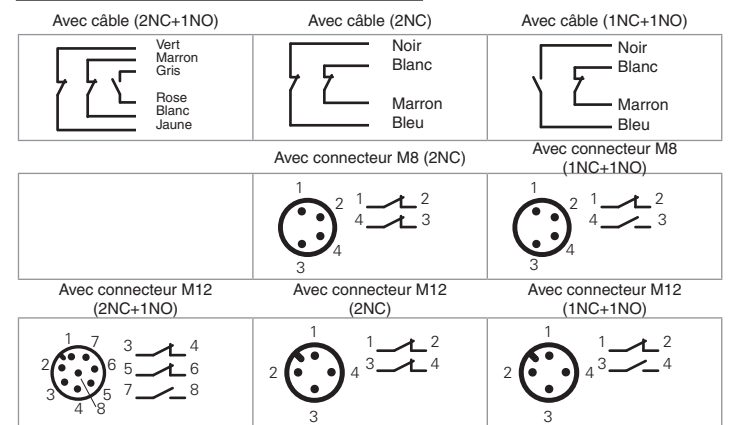 Avec câble (2NC+1NO)
Avec câble (2NC)
Avec câble (1NC+1NO)
Vert
Marron
Gris
Rose
Blanc
Jaune
Noir
Blanc
Marron
Bleu
Noir
Blanc
Marron
Bleu
Avec connecteur M8 (2NC)
Avec connecteur M8
(1NC+1NO)
1
2
4
3
1 2
4 3
1
2
4
3
1 2
4 3
Avec connecteur M12
(2NC+1NO)
Avec connecteur M12
(2NC)
Avec connecteur M12
(1NC+1NO)
1 7
2 6
3 5
4 8
3 4
5 6
7 8
1
2 4
3
1 2
3 4
1
2 4
3
1 2
3 4